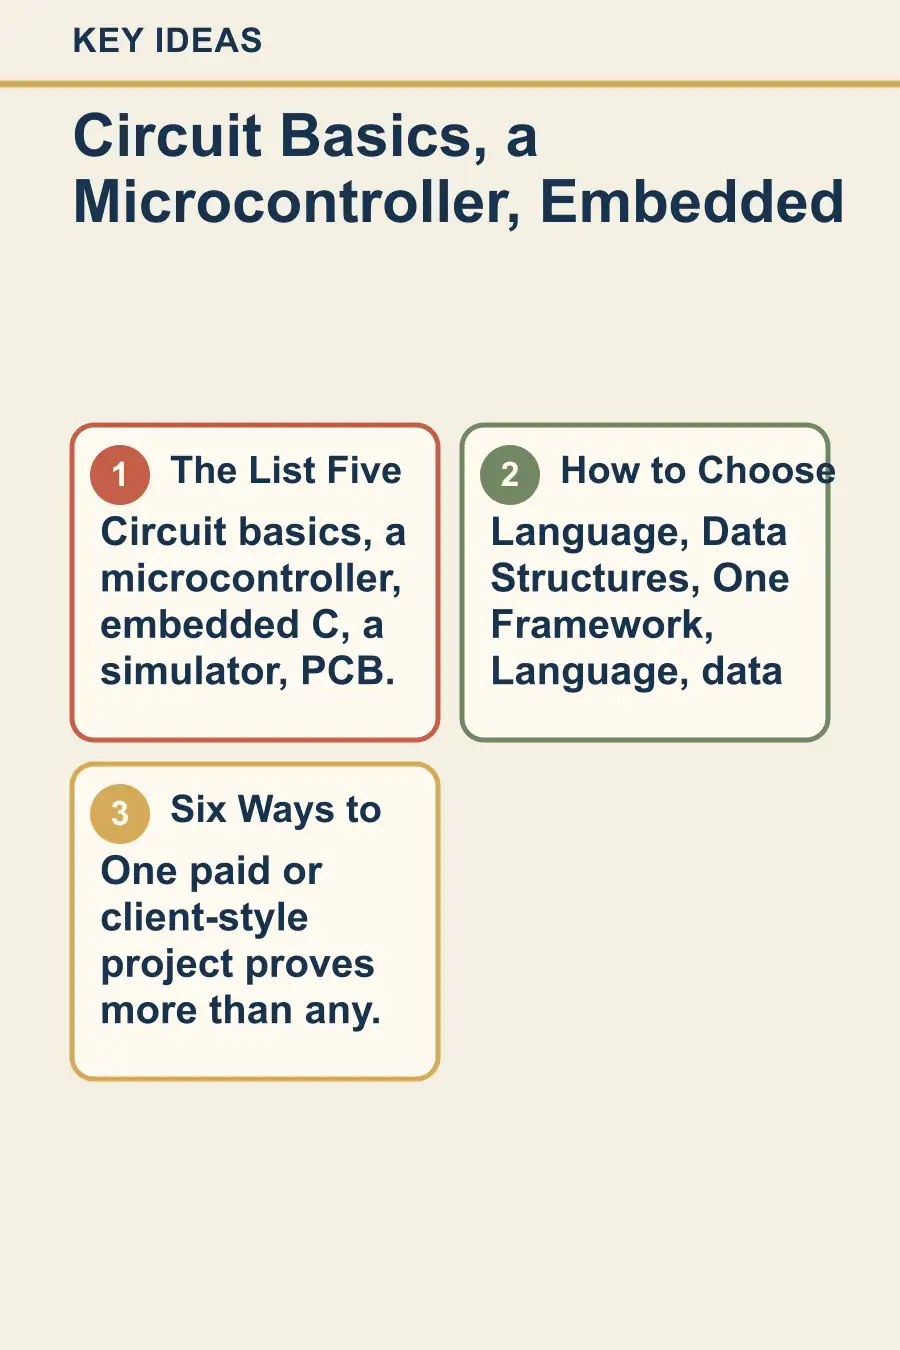 KEY IDEAS
Circuit Basics, a
Microcontroller, Embedded
1 The List Five
Circuit basics, a
microcontroller,
embedded C, a
simulator, PCB.
2 How to Choose
Language, Data
Structures, One
Framework,
Language, data
3 Six Ways to
One paid or
client-style
project proves
more than any.